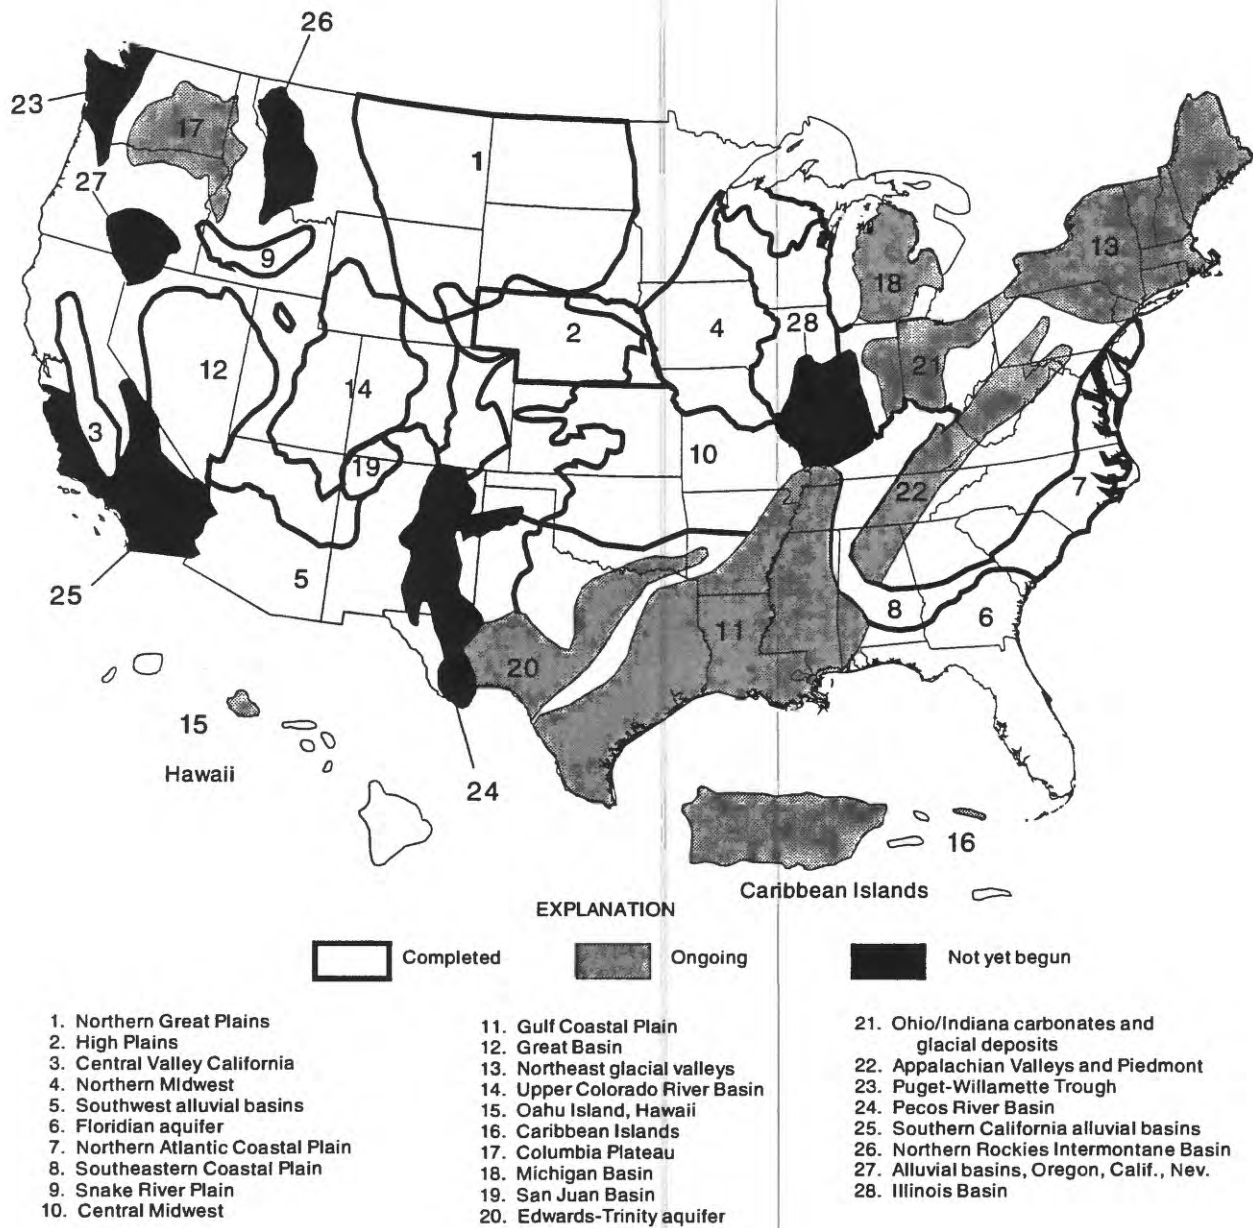 26
23
17
1
27
13
9
18
2
4
28
12
14
21
3
19
10
7
22
5
25
8
6
11
20
15
Hawaii
24
16
Caribbean Islands
EXPLANATION
Completed
Ongoing
Not yet begun
1. Northern Great Plains
2. High Plains
3. Central Valley California
4. Northern Midwest
5. Southwest alluvial basins
6. Floridian aquifer
7. Northern Atlantic Coastal Plain
8. Southeastern Coastal Plain
9. Snake River Plain
10. Central Midwest
11. Gulf Coastal Plain
12. Great Basin
13. Northeast glacial valleys
14. Upper Colorado River Basin
15. Oahu Island, Hawaii
16. Caribbean Islands
17. Columbia Plateau
18. Michigan Basin
19. San Juan Basin
20. Edwards-Trinity aquifer
21. Ohio/Indiana carbonates and
glacial deposits
22. Appalachian Valleys and Piedmont
23. Puget-Willamette Trough
24. Pecos River Basin
25. Southern California alluvial basins
26. Northern Rockies Intermontane Basin
27. Alluvial basins, Oregon, Calif., Nev.
28. Illinois Basin